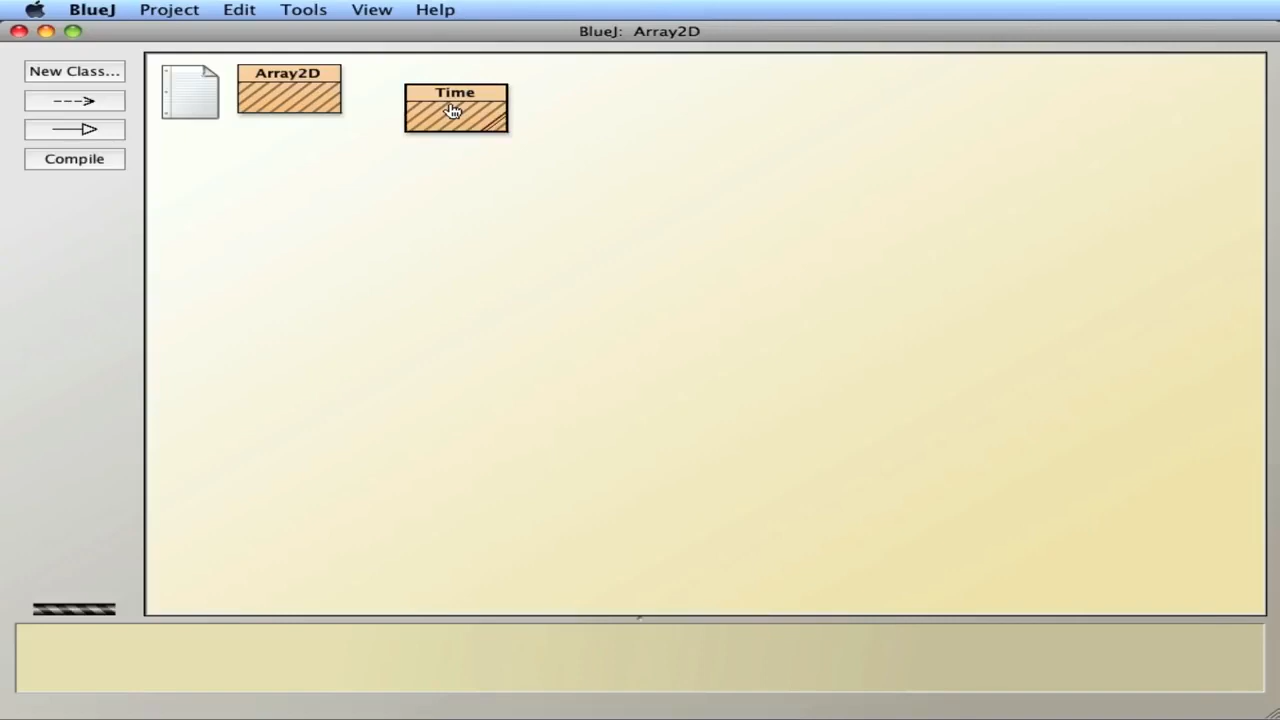 BlueJ Project Edit Tools View Help
BlueJ: Array2D
New Class...
Compile
Array2D
Time